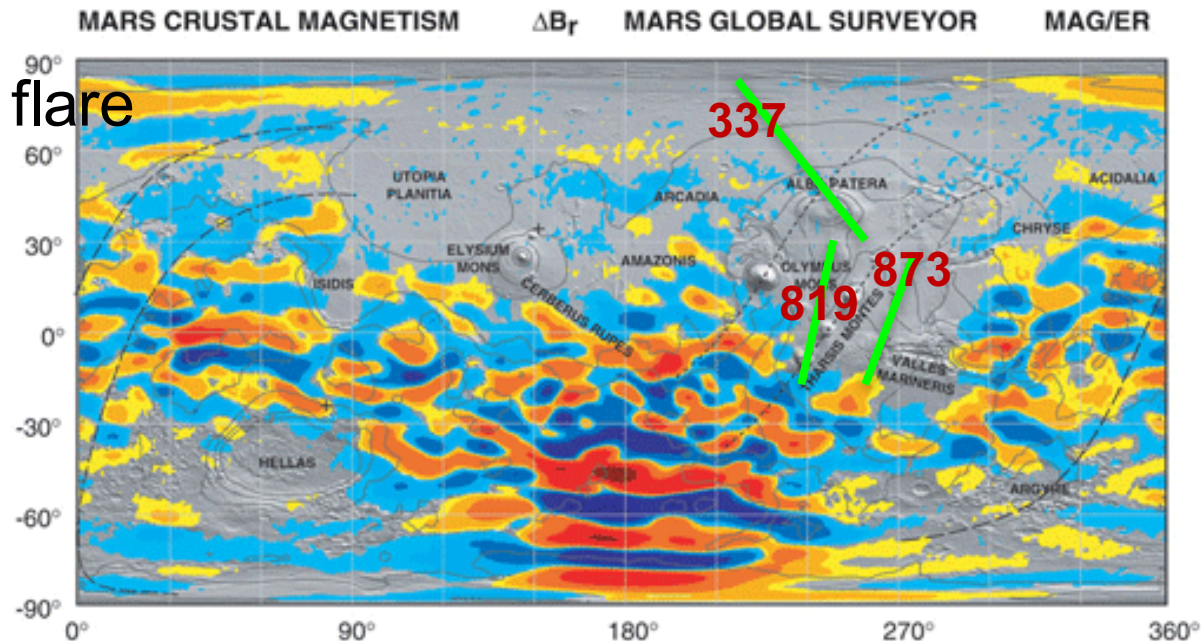 MARS CRUSTAL MAGNETISM ΔBr MARS GLOBAL SURVEYOR MAG/ER
90°
flare
337
60°
UTOPIA
PLANITIA
ARCADIA
ALBA PATERA
ACIDALIA
30°
ELYSIUM
MONS
AMAZONIS
OLYMPUS
MONS
CHRYSE
873
ISIDIS
CERBERUS RUPES
819
THARSIS MONTES
0°
VALLES
MARINERIS
-30°
HELLAS
ARGYRE
-60°
-90°
0° 90° 180° 270° 360°